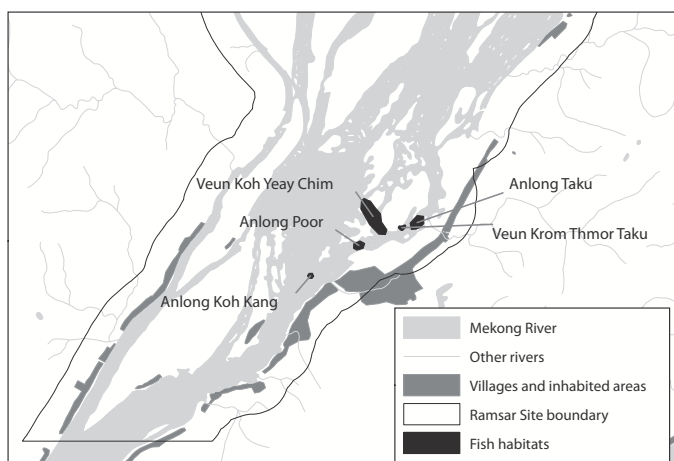 Veun Koh Yeay Chim
Anlong Taku
Anlong Poor
Veun Krom Thmor Taku
Anlong Koh Kang
Mekong River
Other rivers
Villages and inhabited areas
Ramsar Site boundary
Fish habitats